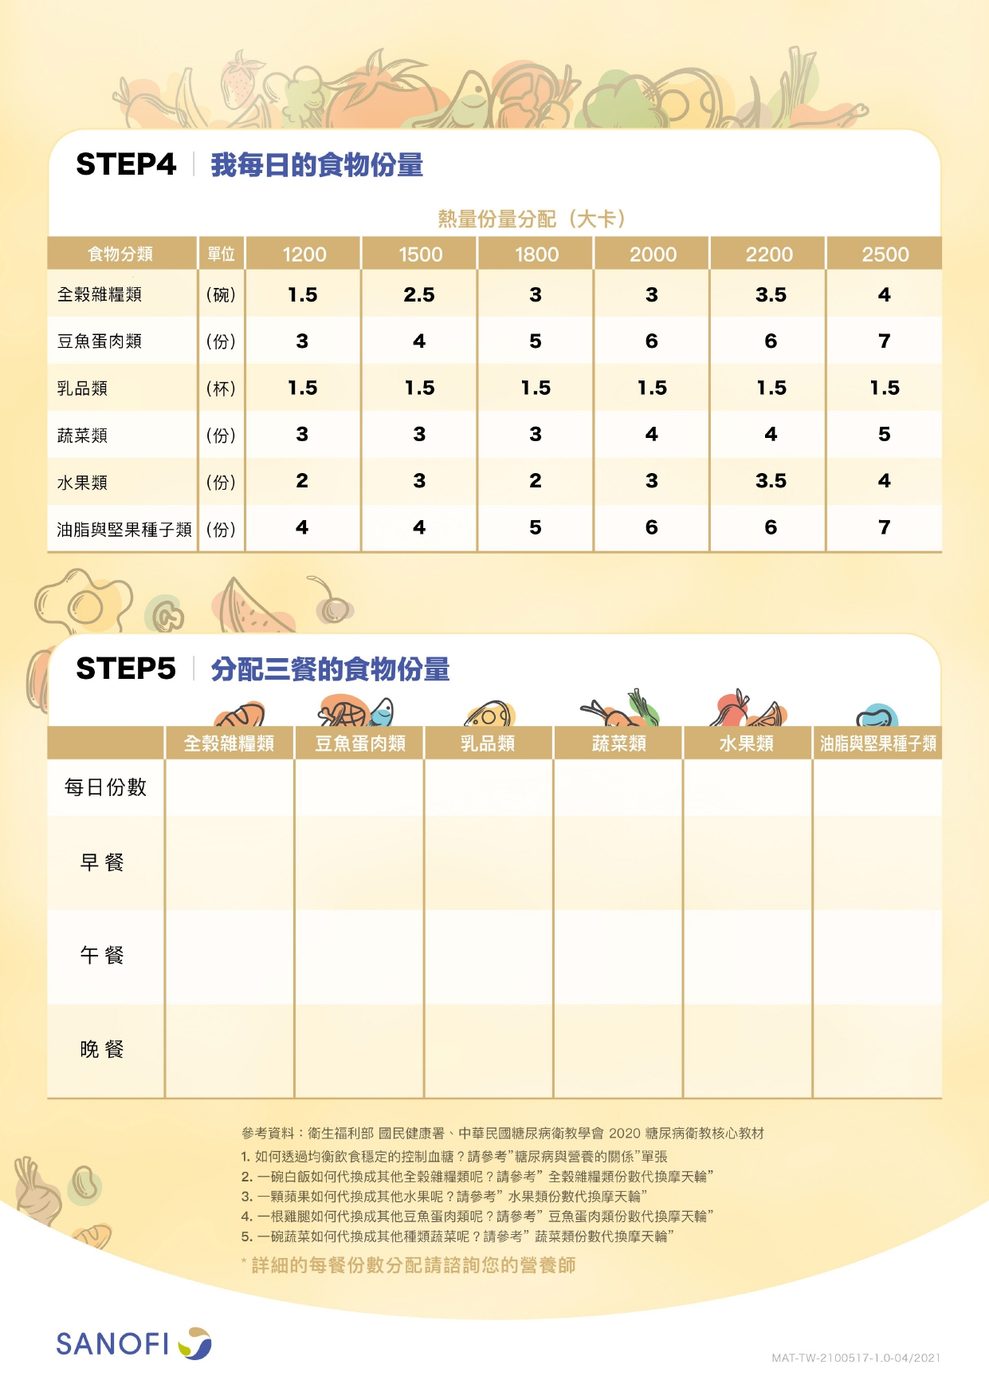 STEP4 我每日的食物份量
熱量份量分配（大卡）
食物分類 單位 1200 1500 1800 2000 2200 2500
全穀雜糧類 (碗) 1.5 2.5 3 3 3.5 4
豆魚蛋肉類 (份) 3 4 5 6 6 7
乳品類 (杯) 1.5 1.5 1.5 1.5 1.5 1.5
蔬菜類 (份) 3 3 3 4 4 5
水果類 (份) 2 3 2 3 3.5 4
油脂與堅果種子類 (份) 4 4 5 6 6 7
STEP5 分配三餐的食物份量
全穀雜糧類 豆魚蛋肉類 乳品類 蔬菜類 水果類 油脂與堅果種子類
每日份數
早餐
午餐
晚餐
參考資料：衛生福利部 國民健康署、中華民國糖尿病衛教學會 2020 糖尿病衛教核心教材
1. 如何透過均衡飲食穩定的控制血糖？請參考”糖尿病與營養的關係”單張
2. 一碗白飯如何代換成其他全穀雜糧類呢？請參考” 全穀雜糧類份數代換摩天輪”
3. 一顆蘋果如何代換成其他水果呢？請參考” 水果類份數代換摩天輪”
4. 一根雞腿如何代換成其他豆魚蛋肉類呢？請參考” 豆魚蛋肉類份數代換摩天輪”
5. 一碗蔬菜如何代換成其他種類蔬菜呢？請參考” 蔬菜類份數代換摩天輪”
* 詳細的每餐份數分配請諮詢您的營養師
SANOFI
MAT-TW-2100517-1.0-04/2021